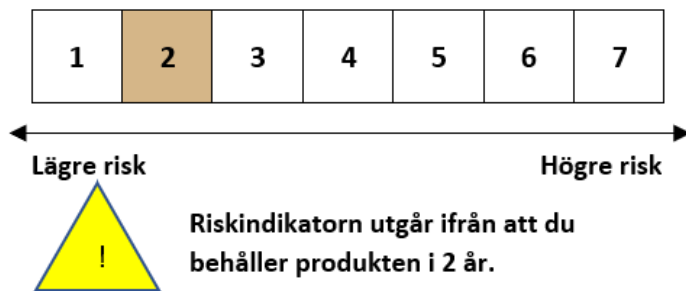 1 2 3 4 5 6 7
Lägre risk Högre risk
!
Riskindikatorn utgår ifrån att du
behåller produkten i 2 år.